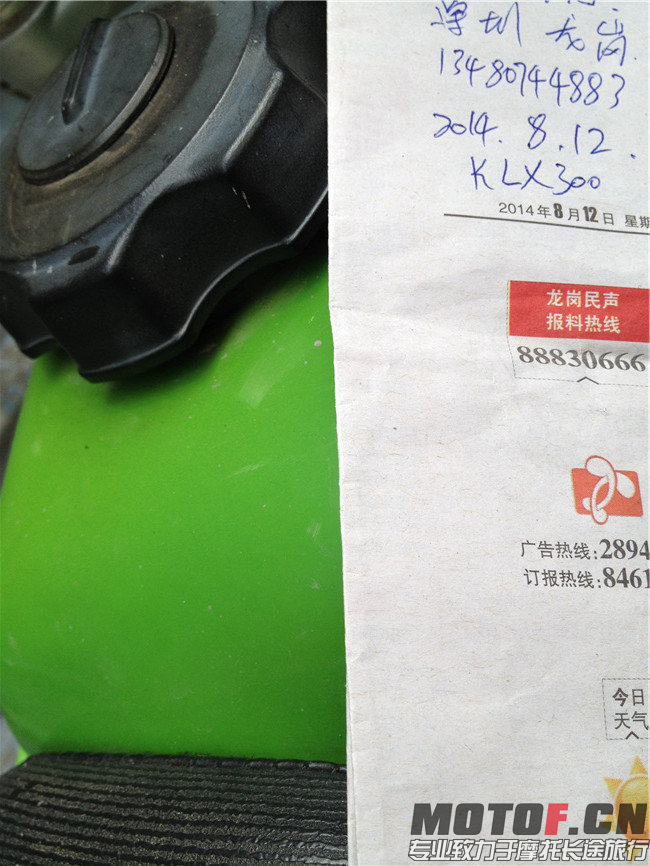 深圳 龙岗
13480744883
2014.8.12.
KLX300
2014年8月12日 星期
龙岗民声
报料热线
88830666
广告热线:2894
订报热线:8461
今日
天气
MOTOF.CN
专业致力于摩托长途旅行